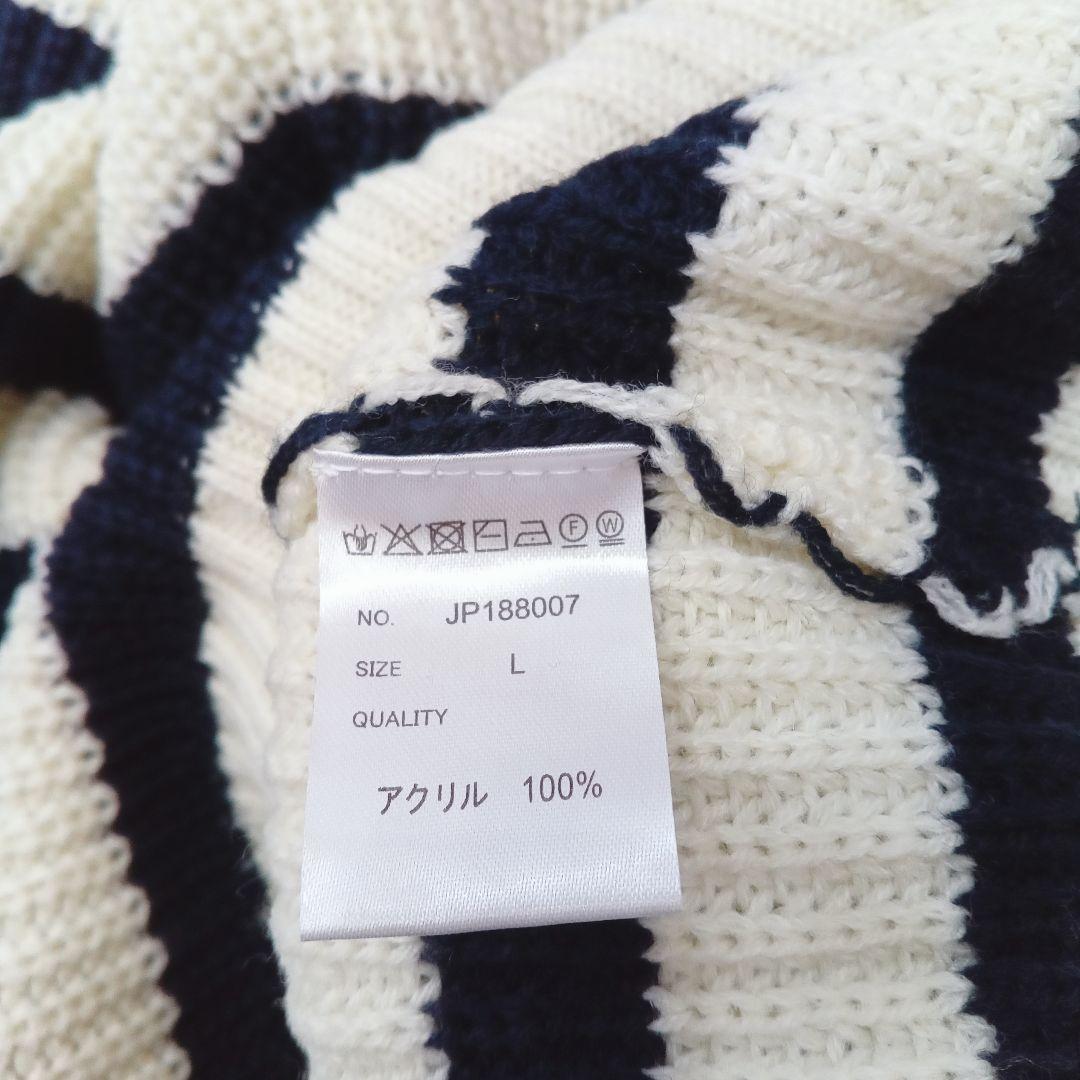 F W
NO. JP188007
SIZE L
QUALITY
アクリル 100%